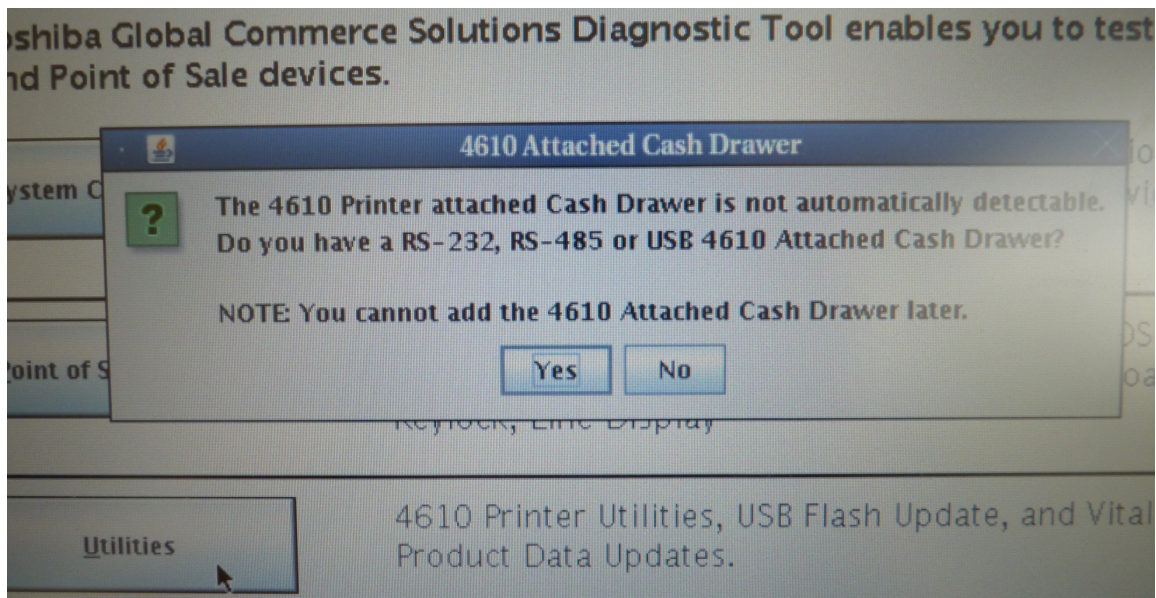 oshiba Global Commerce Solutions Diagnostic Tool enables you to test
nd Point of Sale devices.
4610 Attached Cash Drawer
ystem C
The 4610 Printer attached Cash Drawer is not automatically detectable.
Do you have a RS-232, RS-485 or USB 4610 Attached Cash Drawer?
NOTE: You cannot add the 4610 Attached Cash Drawer later.
oint of S
Yes
No
Keylock, Line Display
Utilities
4610 Printer Utilities, USB Flash Update, and Vital
Product Data Updates.